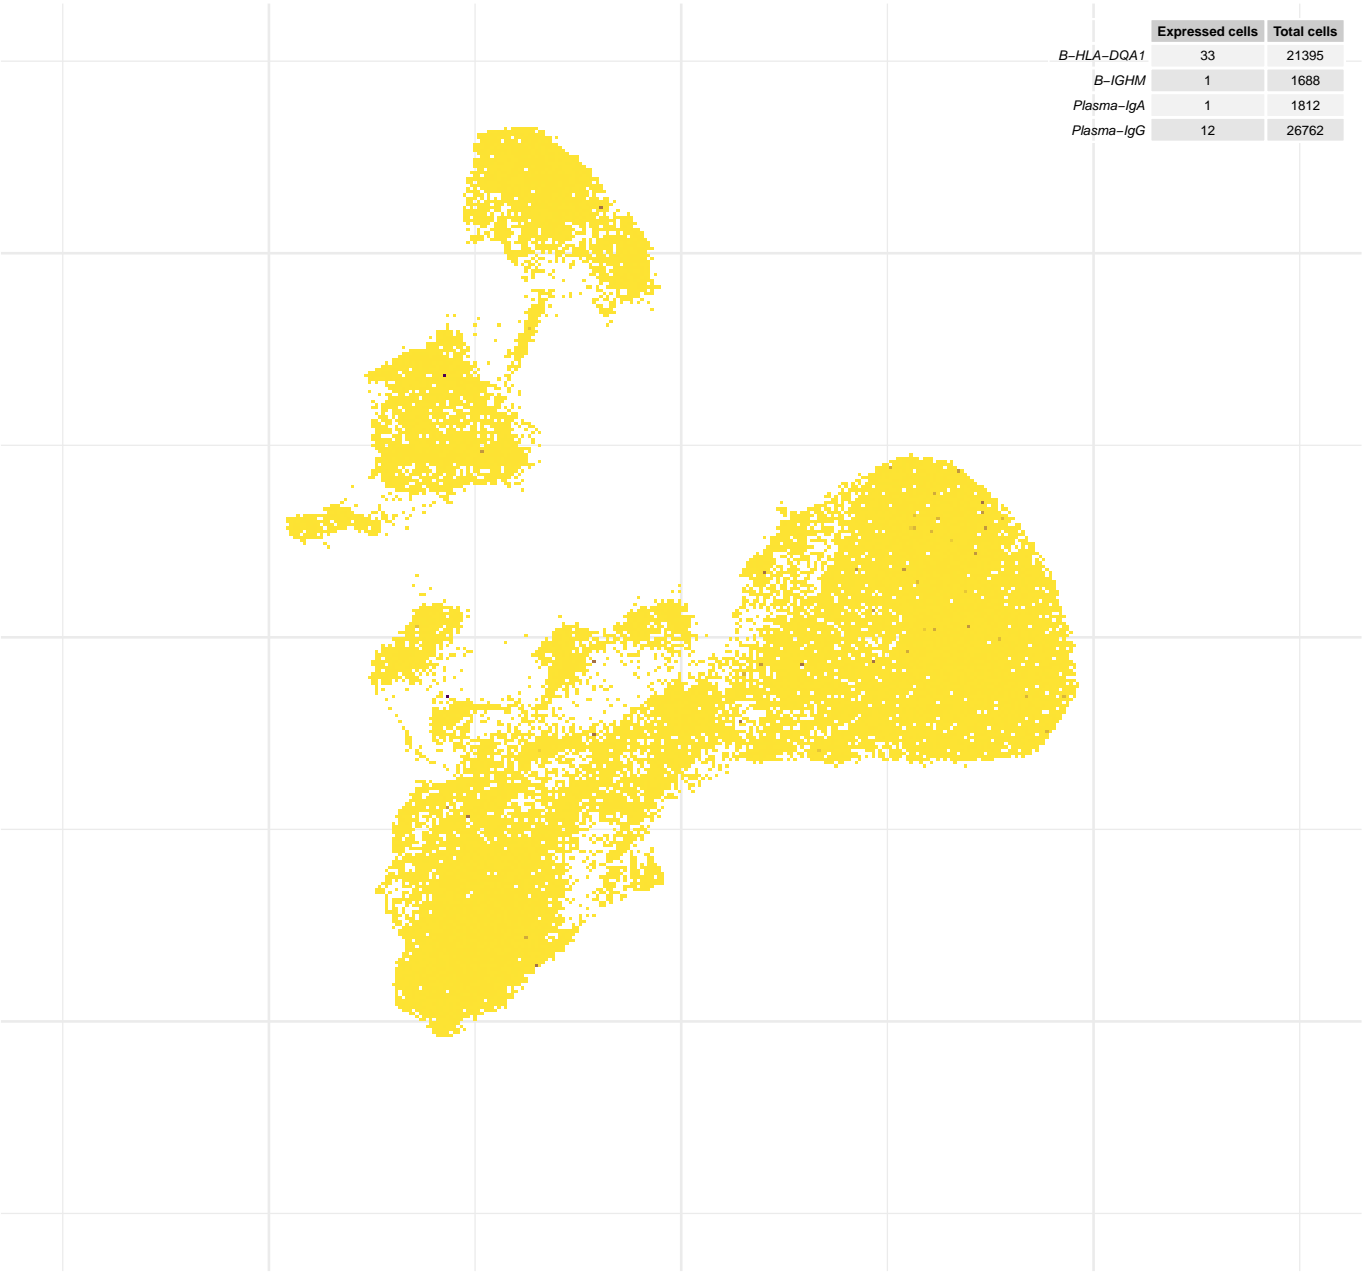 Expressed cells Total cells
B−HLA−DQA1 33 21395
B−IGHM 1 1688
Plasma−IgA 1 1812
Plasma−IgG 12 26762